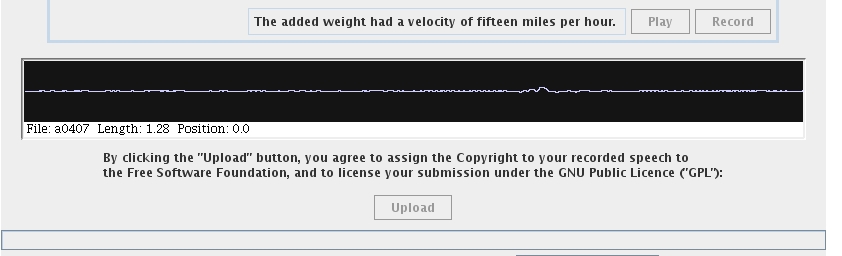 The added weight had a velocity of fifteen miles per hour. Play Record
File: a0407 Length: 1.28 Position: 0.0
By clicking the "Upload" button, you agree to assign the Copyright to your recorded speech to
the Free Software Foundation, and to license your submission under the GNU Public Licence ("GPL"):
Upload